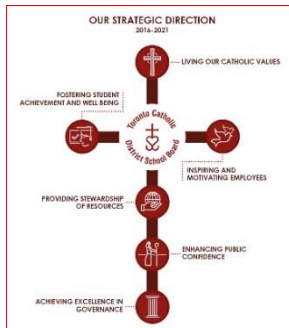 OUR STRATEGIC DIRECTION
2016-2021
LIVING OUR CATHOLIC VALUES
FOSTERING STUDENT
ACHIEVEMENT AND WELL BEING
Toronto Catholic
District School Board
INSPIRING AND
MOTIVATING EMPLOYEES
PROVIDING STEWARDSHIP
OF RESOURCES
ENHANCING PUBLIC
CONFIDENCE
ACHIEVING EXCELLENCE IN
GOVERNANCE